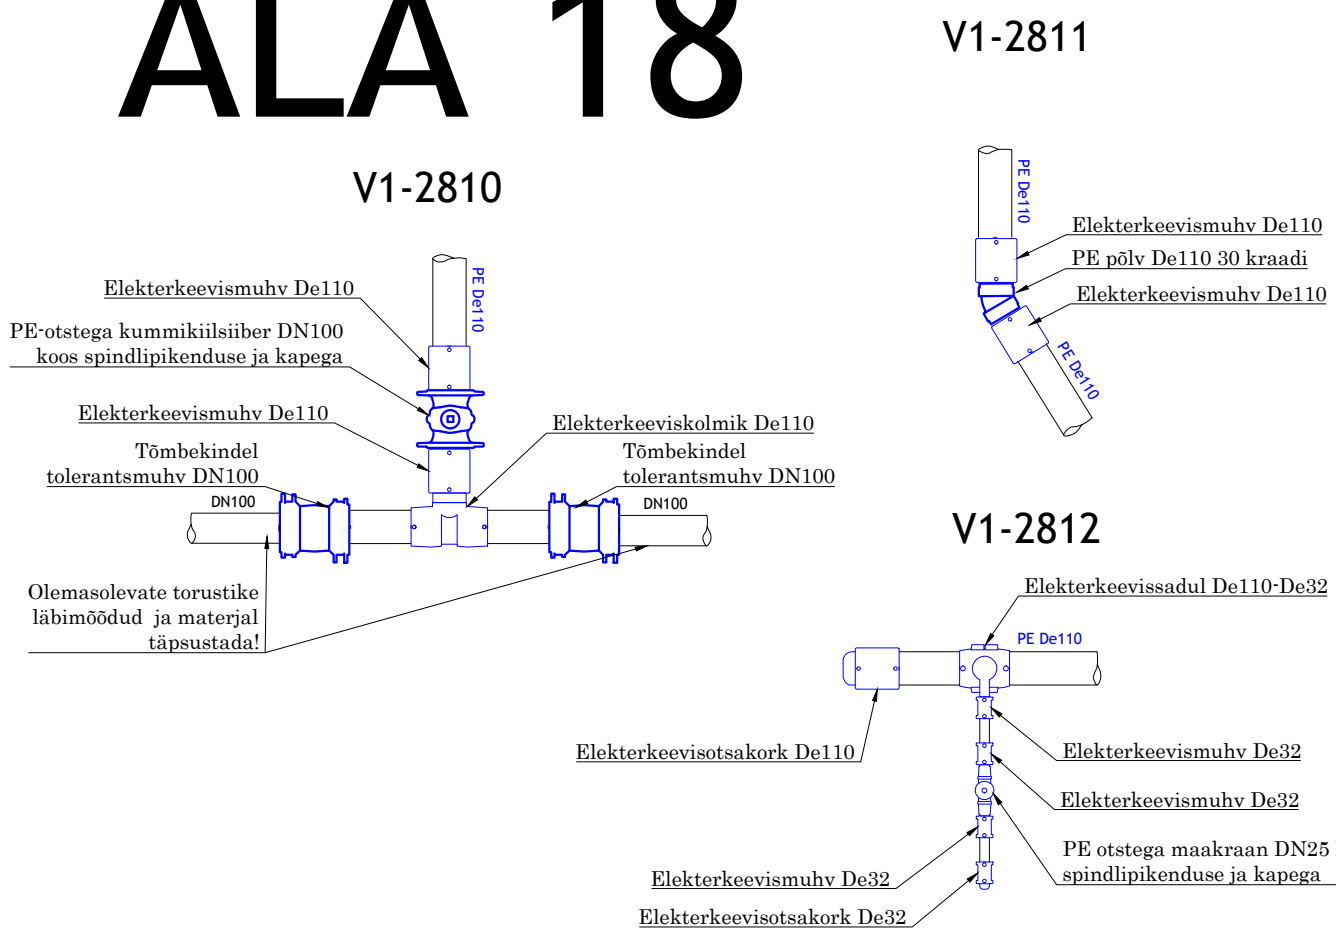 ALA 18
V1-2811
V1-2810
PE De110
Elekterkeevismuhv De110
PE põlv De110 30 kraadi
Elekterkeevismuhv De110
PE De110
PE De110
Elekterkeevismuhv De110
PE-otstega kummikiilsiiber DN100
koos spindlipikenduse ja kapega
Elekterkeevismuhv De110
Elekterkeeviskolmik De110
Tõmbekindel
tolerantsmuhv DN100
Tõmbekindel
tolerantsmuhv DN100
DN100
DN100
Olemasolevate torustike
läbimõõdud ja materjal
täpsustada!
V1-2812
Elekterkeevissadul De110-De32
PE De110
Elekterkeevisotsakork De110
Elekterkeevismuhv De32
Elekterkeevismuhv De32
PE otstega maakraan DN25
spindlipikenduse ja kapega
Elekterkeevismuhv De32
Elekterkeevisotsakork De32